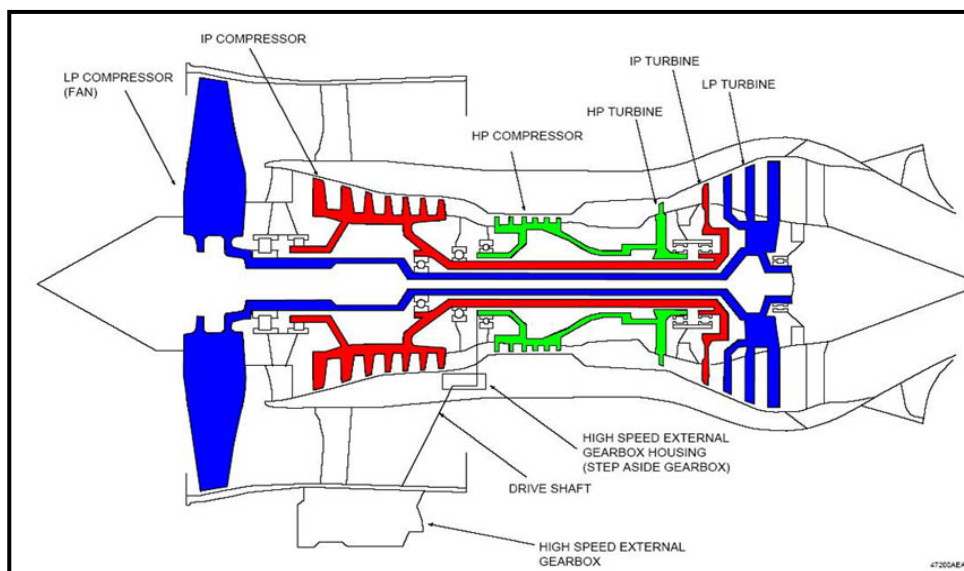 IP COMPRESSOR
LP COMPRESSOR
(FAN)
IP TURBINE
LP TURBINE
HP COMPRESSOR
HP TURBINE
HIGH SPEED EXTERNAL
GEARBOX HOUSING
(STEP ASIDE GEARBOX)
DRIVE SHAFT
HIGH SPEED EXTERNAL
GEARBOX
47200AEA